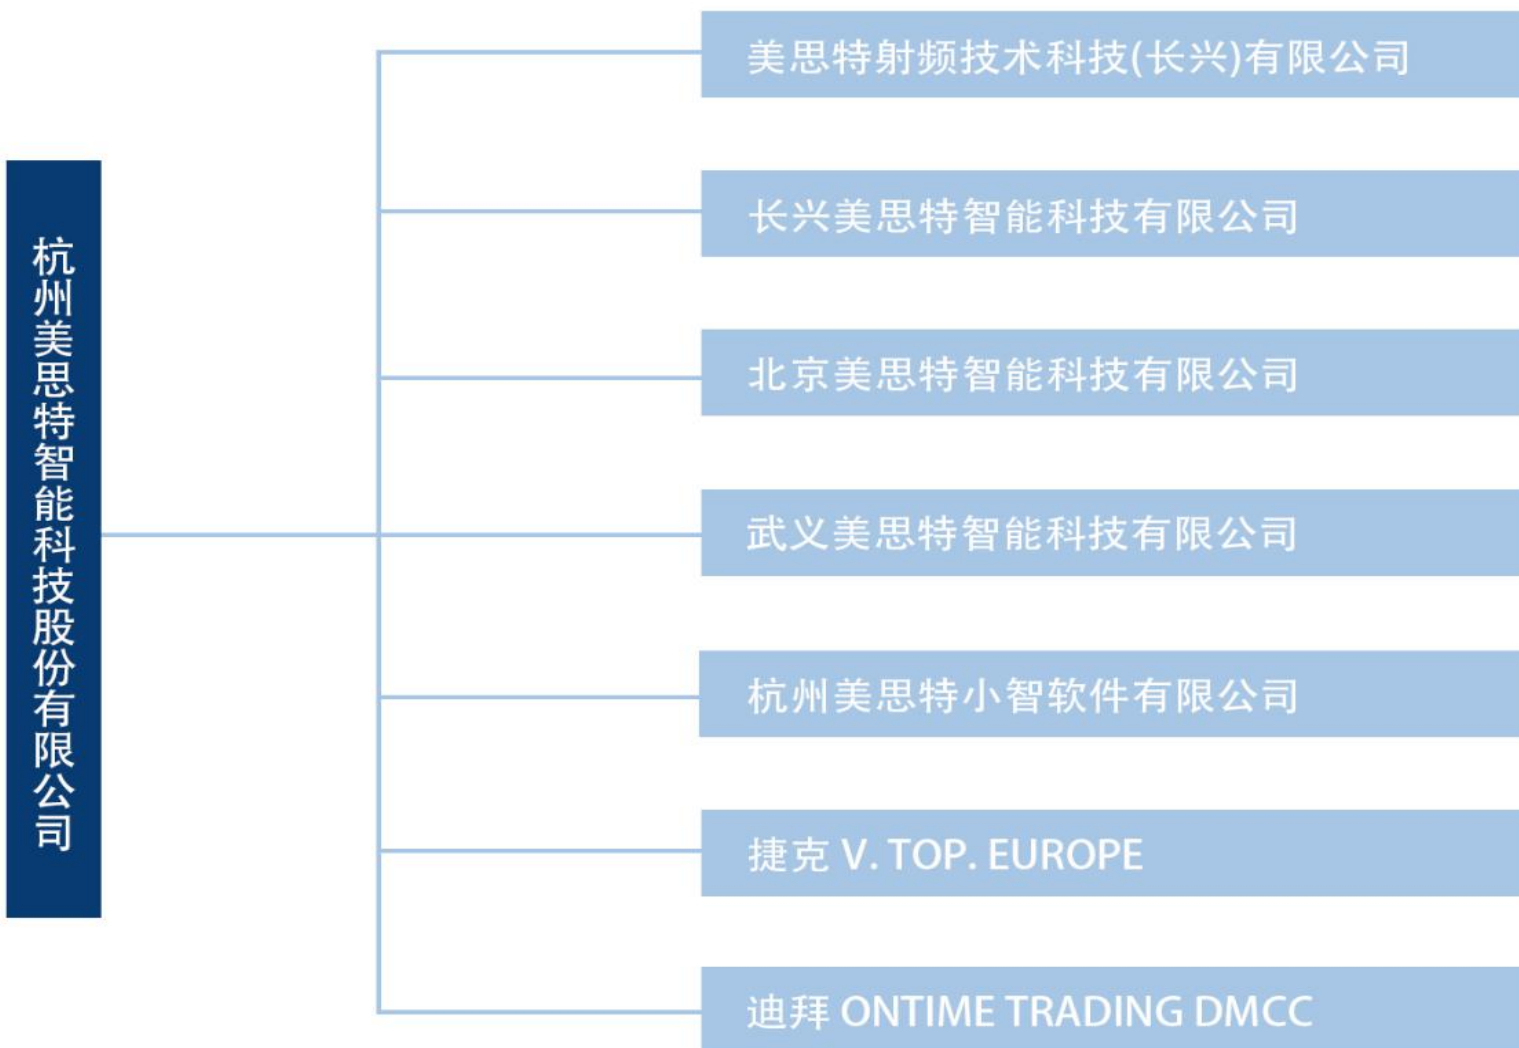 杭州美思特智能科技股份有限公司
美思特射频技术科技(长兴)有限公司
长兴美思特智能科技有限公司
北京美思特智能科技有限公司
武义美思特智能科技有限公司
杭州美思特小智软件有限公司
捷克 V. TOP. EUROPE
迪拜 ONTIME TRADING DMCC